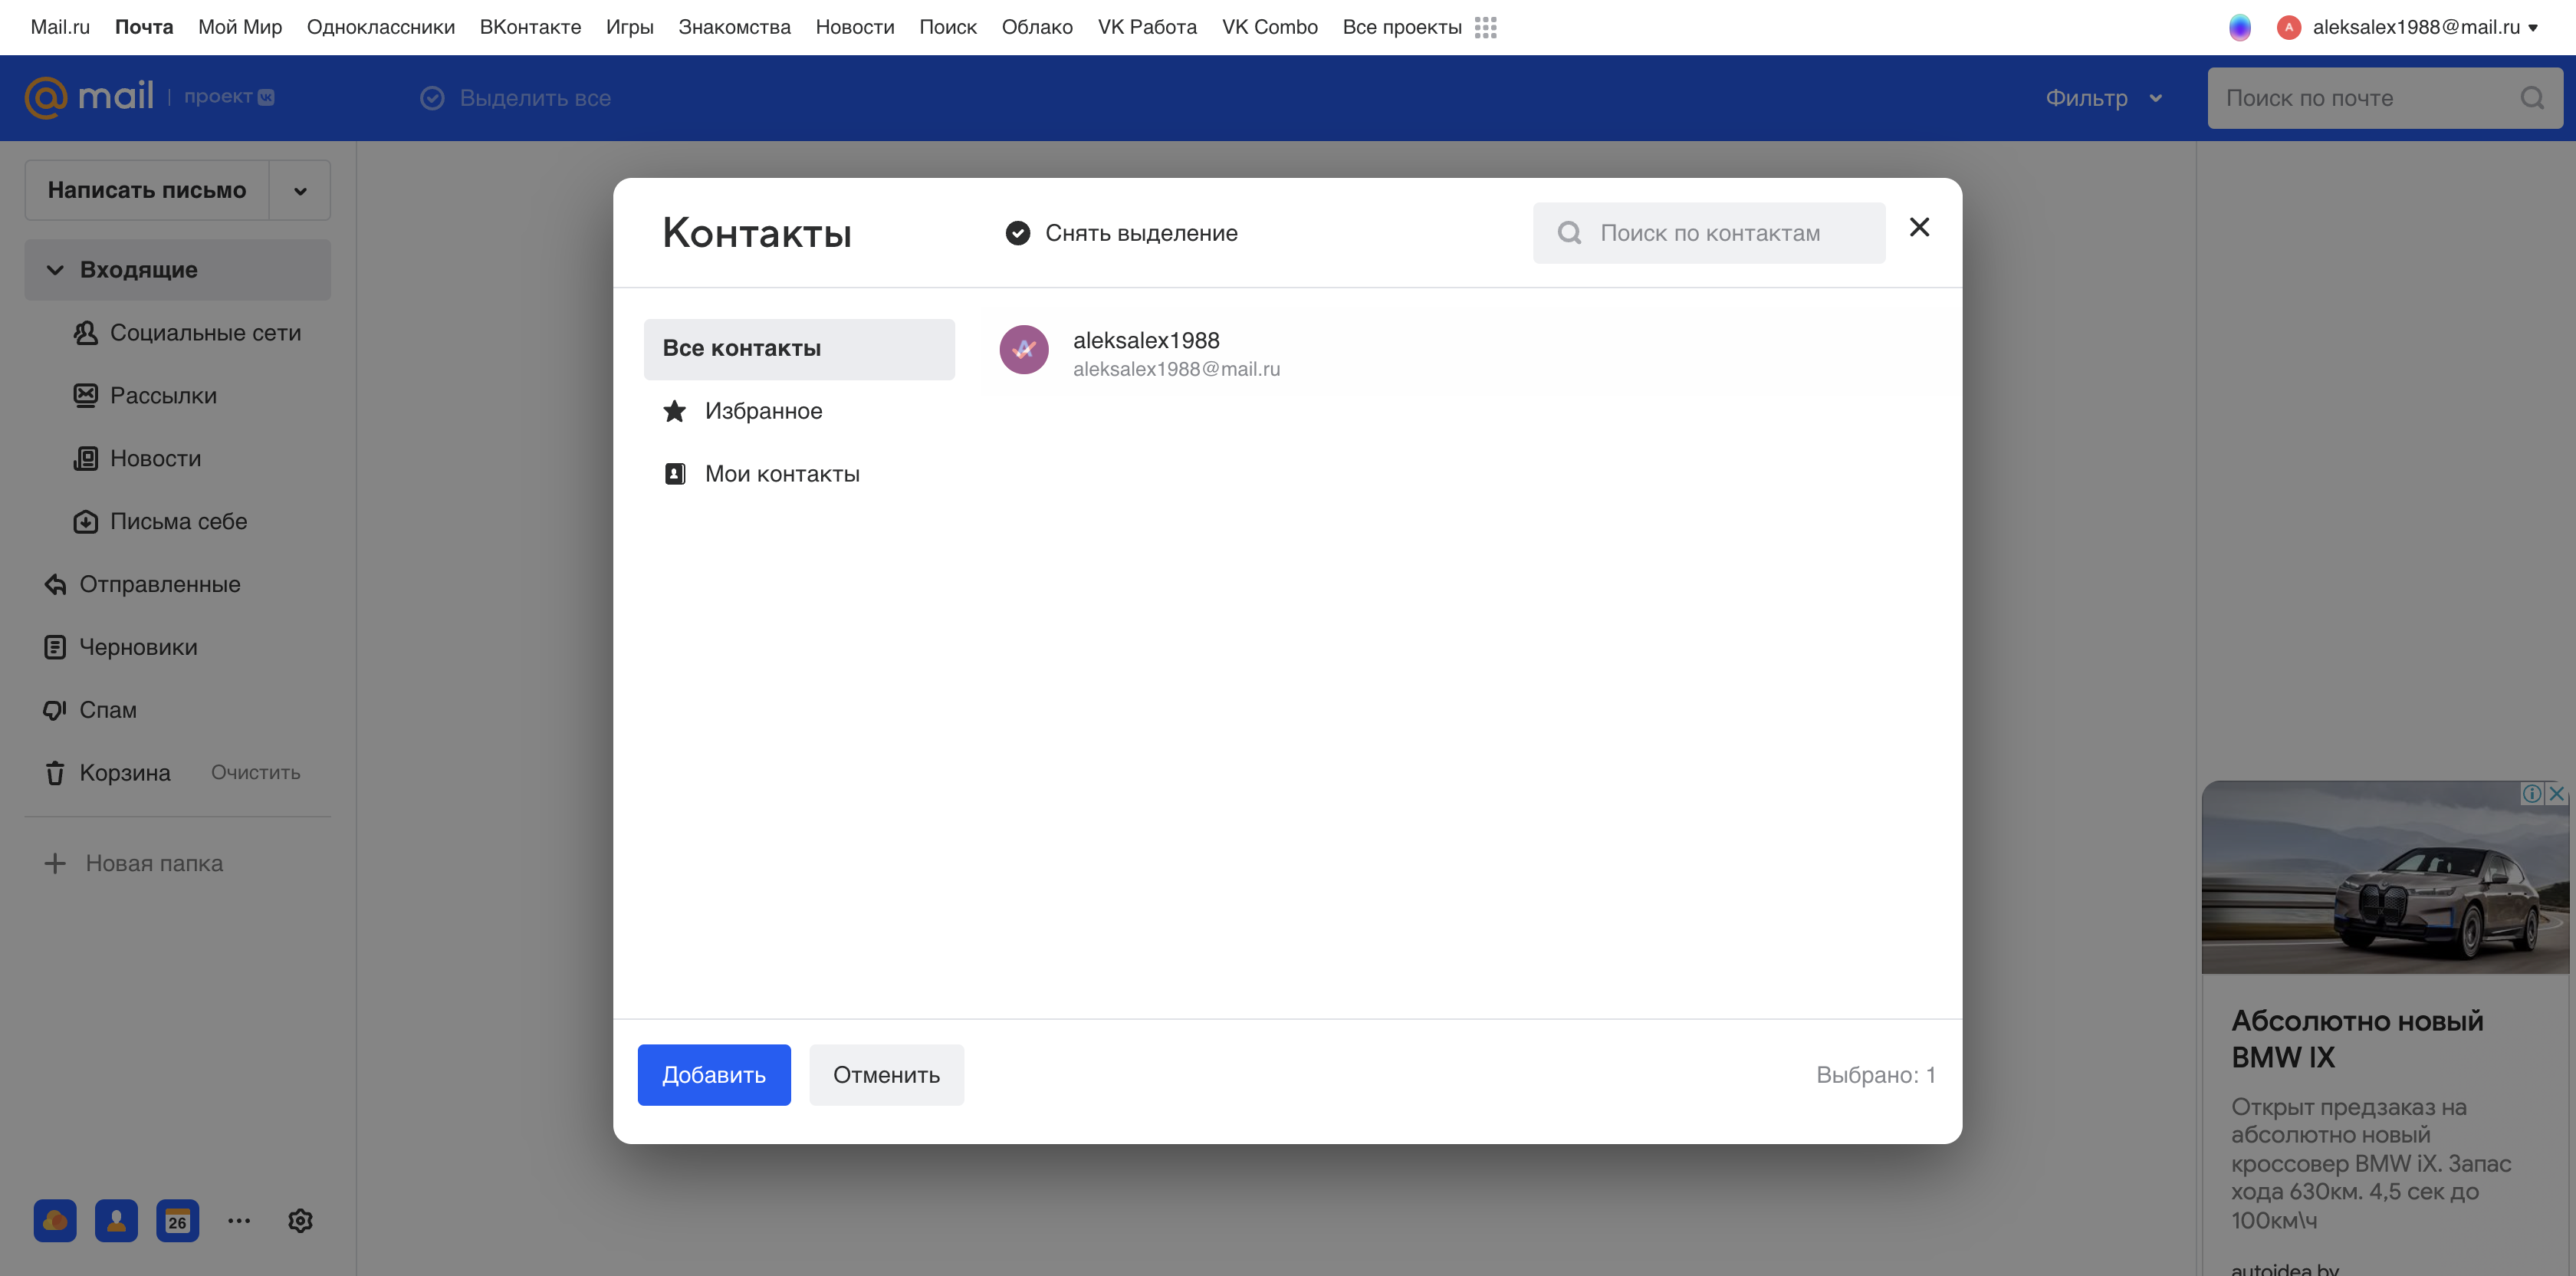 Mail.ru Почта Мой Мир Одноклассники ВКонтакте Игры Знакомства Новости Поиск Облако VK Работа VK Combo Все проекты
A aleksalex1988@mail.ru
@mail проект VK
Выделить все
Фильтр
Поиск по почте
Написать письмо
Входящие
Социальные сети
Рассылки
Новости
Письма себе
Отправленные
Черновики
Спам
Корзина Очистить
Новая папка
26
Контакты
Снять выделение
Поиск по контактам
Все контакты
Избранное
Мои контакты
aleksalex1988
aleksalex1988@mail.ru
Добавить
Отменить
Выбрано: 1
Абсолютно новый
BMW IX
Открыт предзаказ на
абсолютно новый
кроссовер BMW iX. Запас
хода 630км. 4,5 сек до
100км\ч
autoidea.by